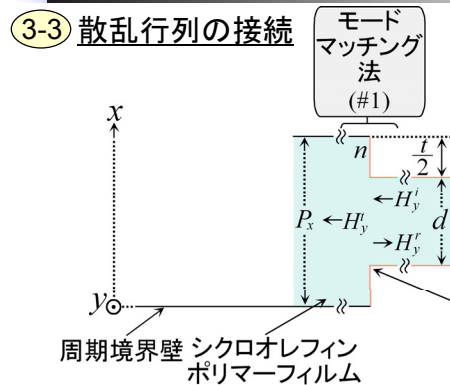 3-3 散乱行列の接続
モード
マッチング
法
(#1)
x
n
t/2
P_x
←H_y^t
←H_y^i
→H_y^r
d
y
周期境界壁
シクロオレフィン
ポリマーフィルム